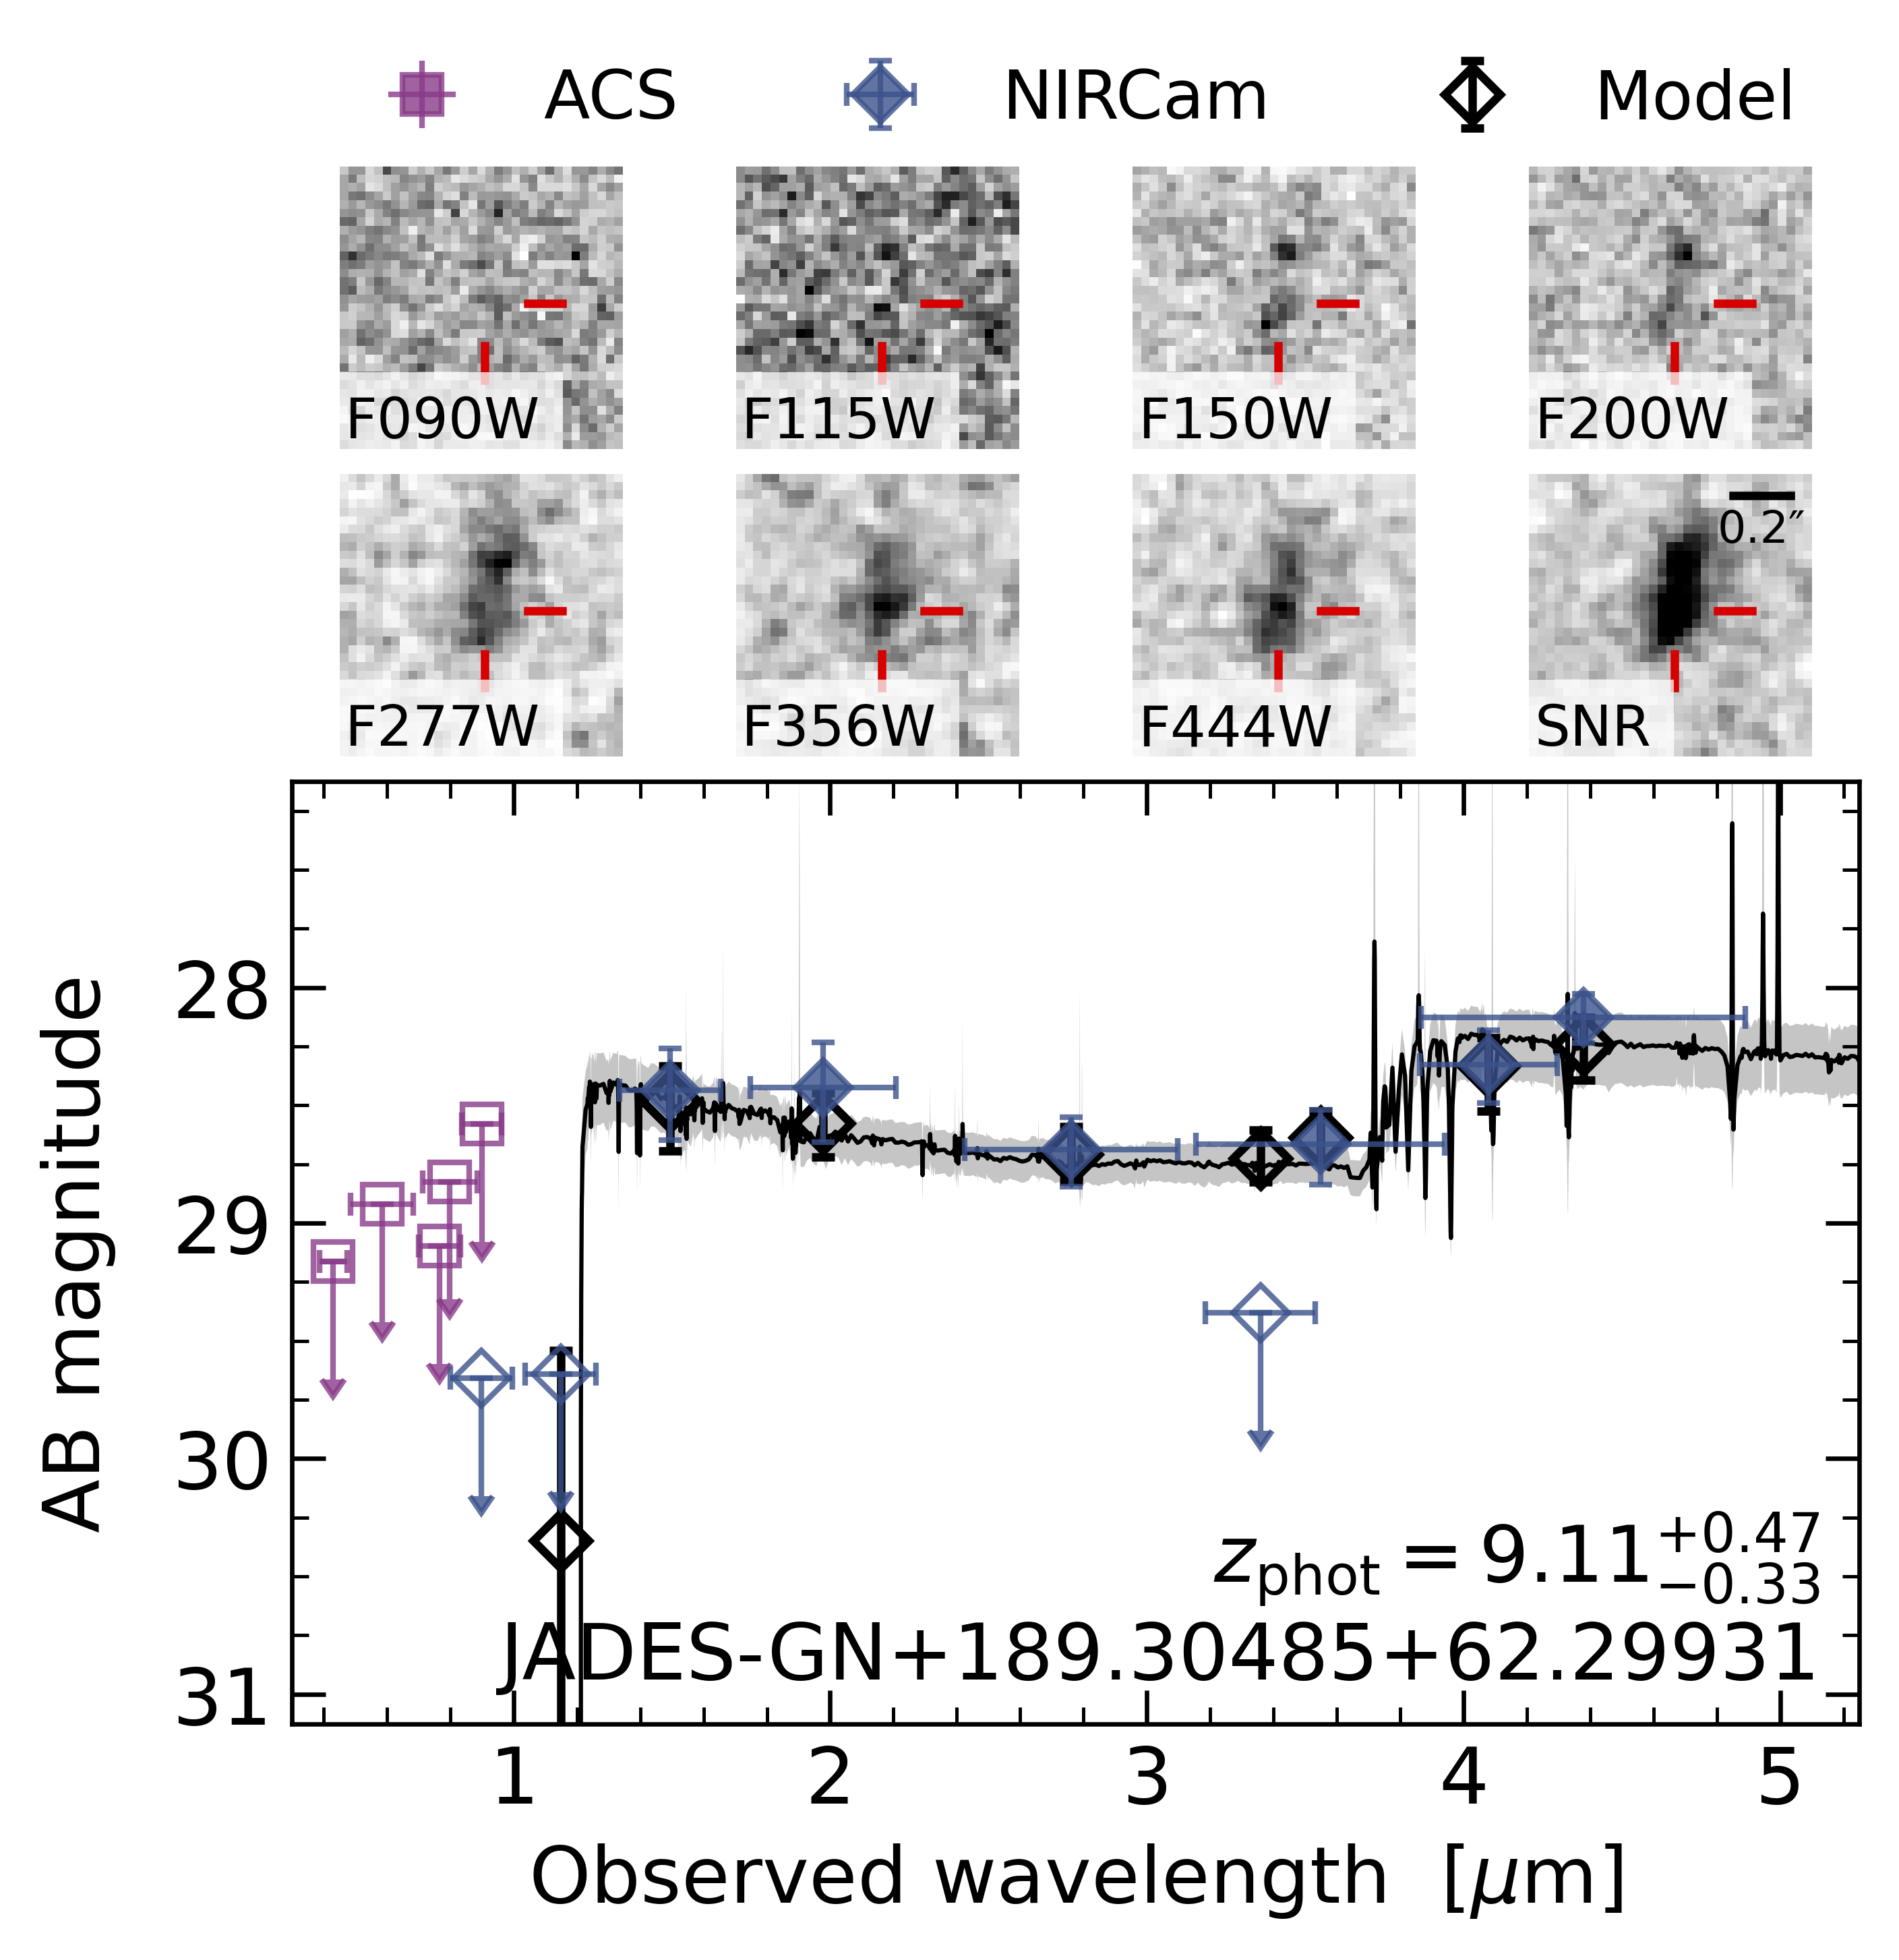 ACS NIRCam Model
F090W F115W F150W F200W
0.2″
F277W F356W F444W SNR
28
29
30
31
AB magnitude
z_phot = 9.11 +0.47 −0.33
JADES-GN+189.30485+62.29931
1 2 3 4 5
Observed wavelength [μm]